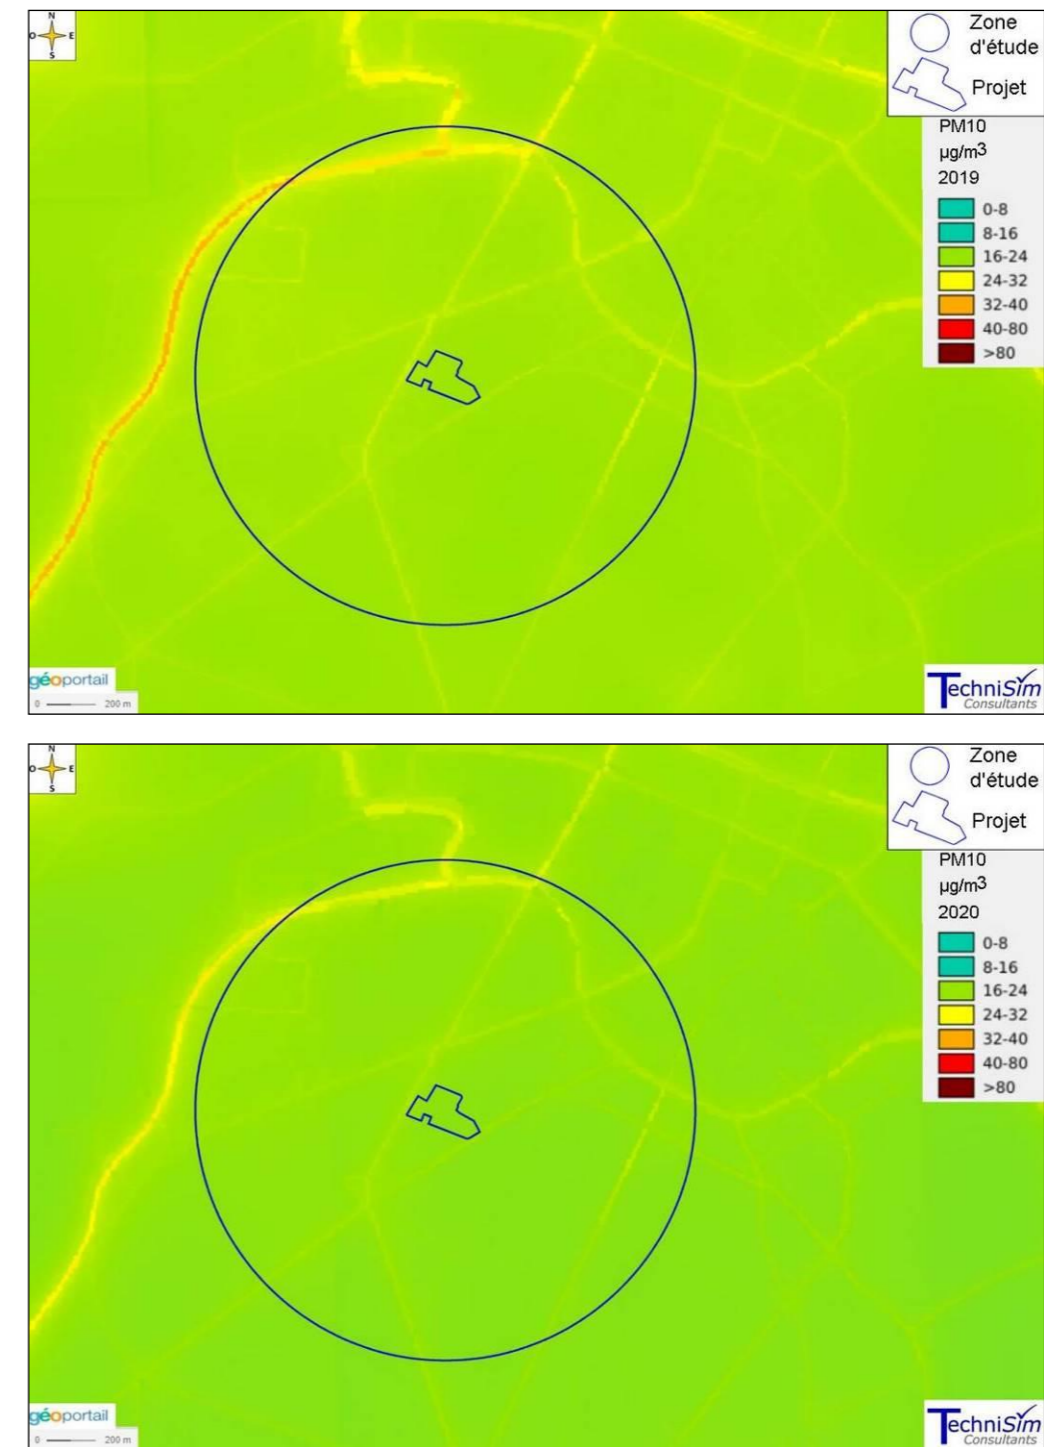 N
O E
S
Zone
d'étude
Projet
PM10
µg/m3
2019
0-8
8-16
16-24
24-32
32-40
40-80
>80
géoportail
0 200 m
TechniSim
Consultants
N
O E
S
Zone
d'étude
Projet
PM10
µg/m3
2020
0-8
8-16
16-24
24-32
32-40
40-80
>80
géoportail
0 200 m
TechniSim
Consultants